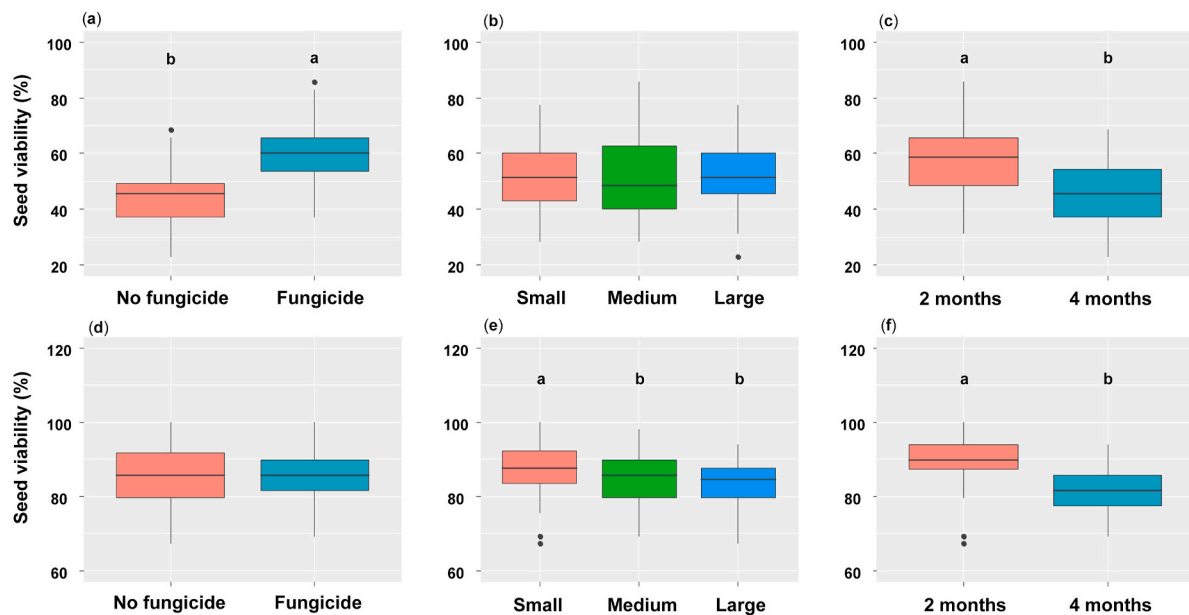 (a)
(b)
(c)
100
80
60
40
20
Seed viability (%)
b
a
No fungicide
Fungicide
100
80
60
40
20
Small
Medium
Large
100
80
60
40
20
a
b
2 months
4 months
(d)
(e)
(f)
120
100
80
60
Seed viability (%)
No fungicide
Fungicide
120
100
80
60
a
b
b
Small
Medium
Large
120
100
80
60
a
b
2 months
4 months